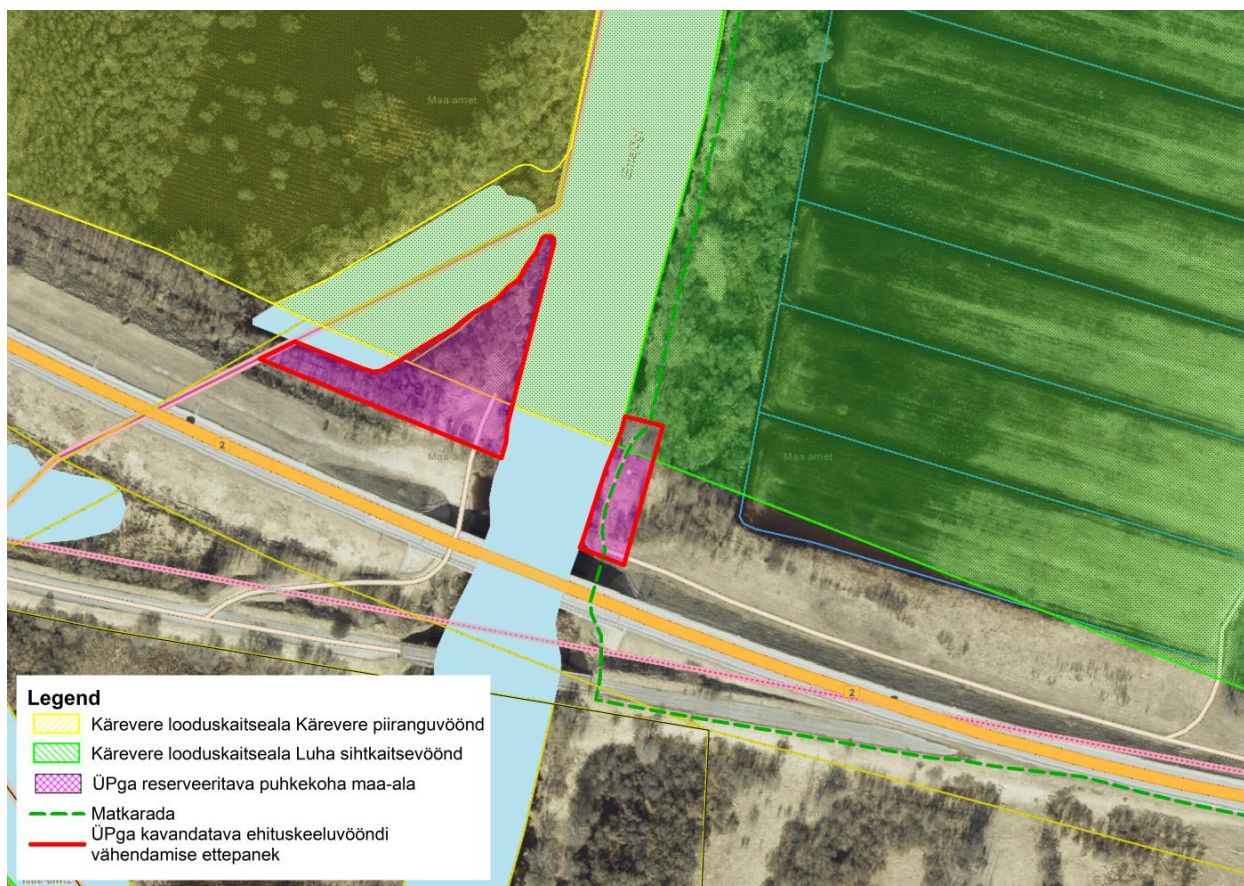 Maa-amet
Emajõgi
2
Maa-amet
Maa-amet
2
Legend
Kärevere looduskaitseala Kärevere piiranguvöönd
Kärevere looduskaitseala Luha sihtkaitsevöönd
ÜPga reserveeritava puhkekoha maa-ala
Matkarada
ÜPga kavandatava ehituskeeluvööndi
vähendamise ettepanek